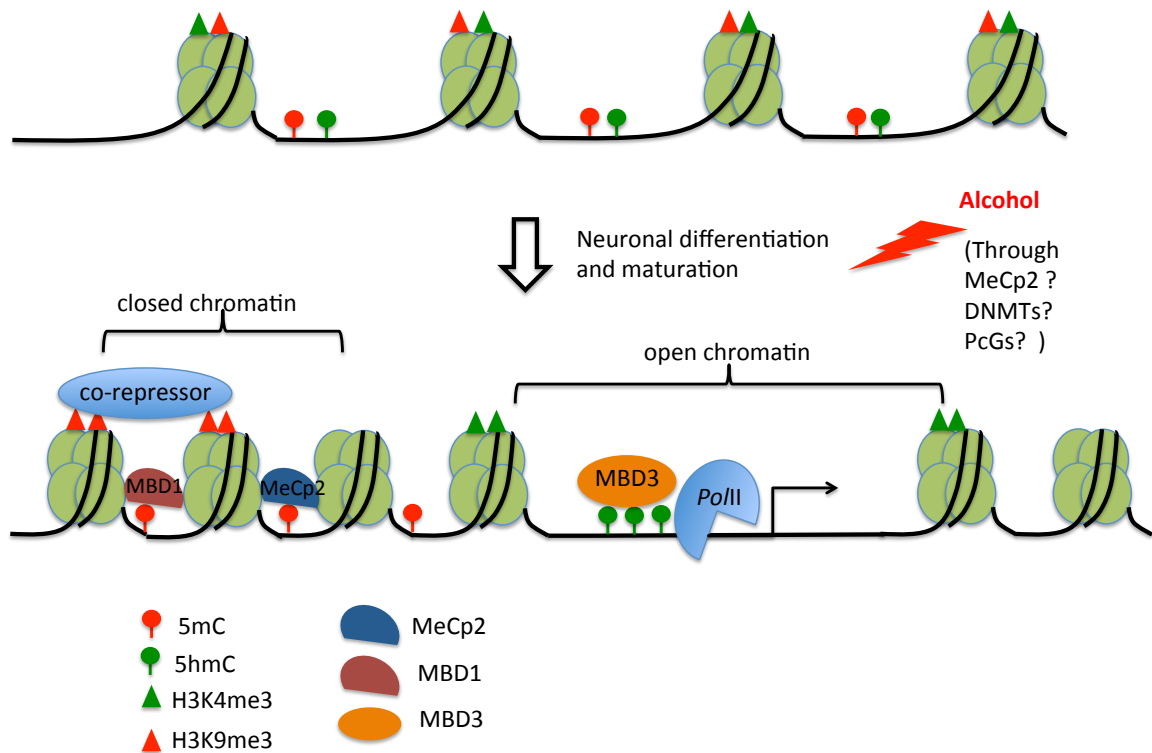 Alcohol
Neuronal differentiation
and maturation
(Through
MeCp2 ?
DNMTs?
PcGs? )
closed chromatin
open chromatin
co-repressor
MBD1
MeCp2
MBD3
PolII
5mC
5hmC
H3K4me3
H3K9me3
MeCp2
MBD1
MBD3